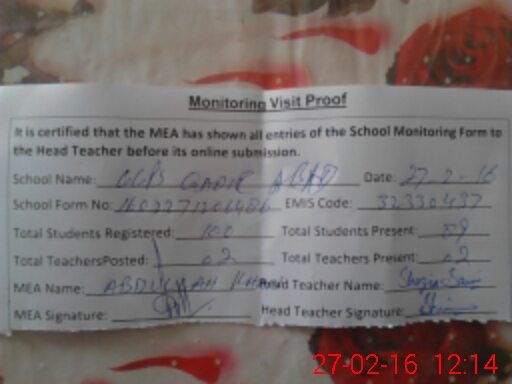 Monitoring Visit Proof
It is certified that the MEA has shown all entries of the School Monitoring Form to
the Head Teacher before its online submission.
School Name: GGPS QADIR ABAD Date: 27-2-16
School Form No: EMIS Code: 32330437
Total Students Registered: 100 Total Students Present: 89
Total TeachersPosted: 02 Total Teachers Present: 02
MEA Name: ABDULLAH KHAN Head Teacher Name:
MEA Signature: Head Teacher Signature:
27-02-16 12:14